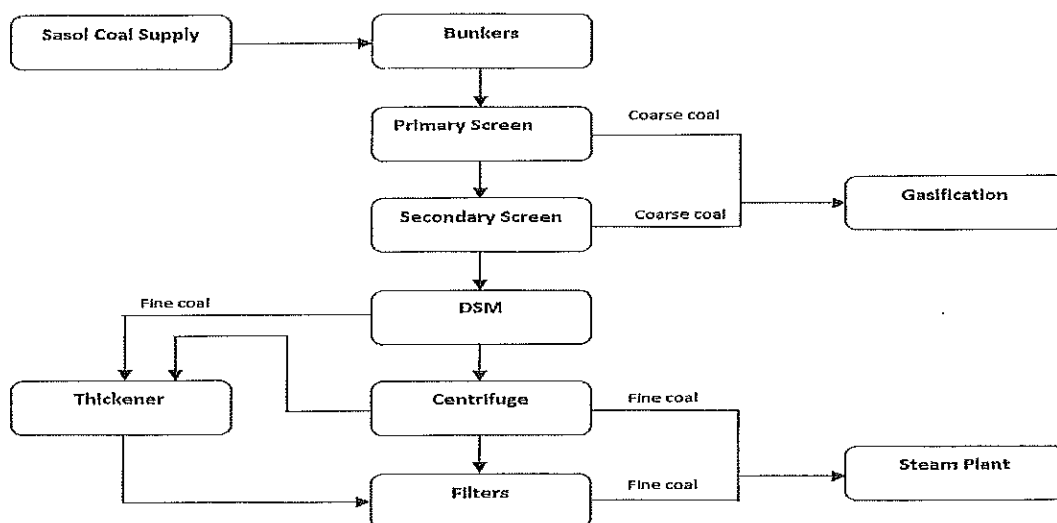 Sasol Coal Supply
Bunkers
Primary Screen
Coarse coal
Gasification
Secondary Screen
Coarse coal
Fine coal
DSM
Thickener
Centrifuge
Fine coal
Steam Plant
Filters
Fine coal